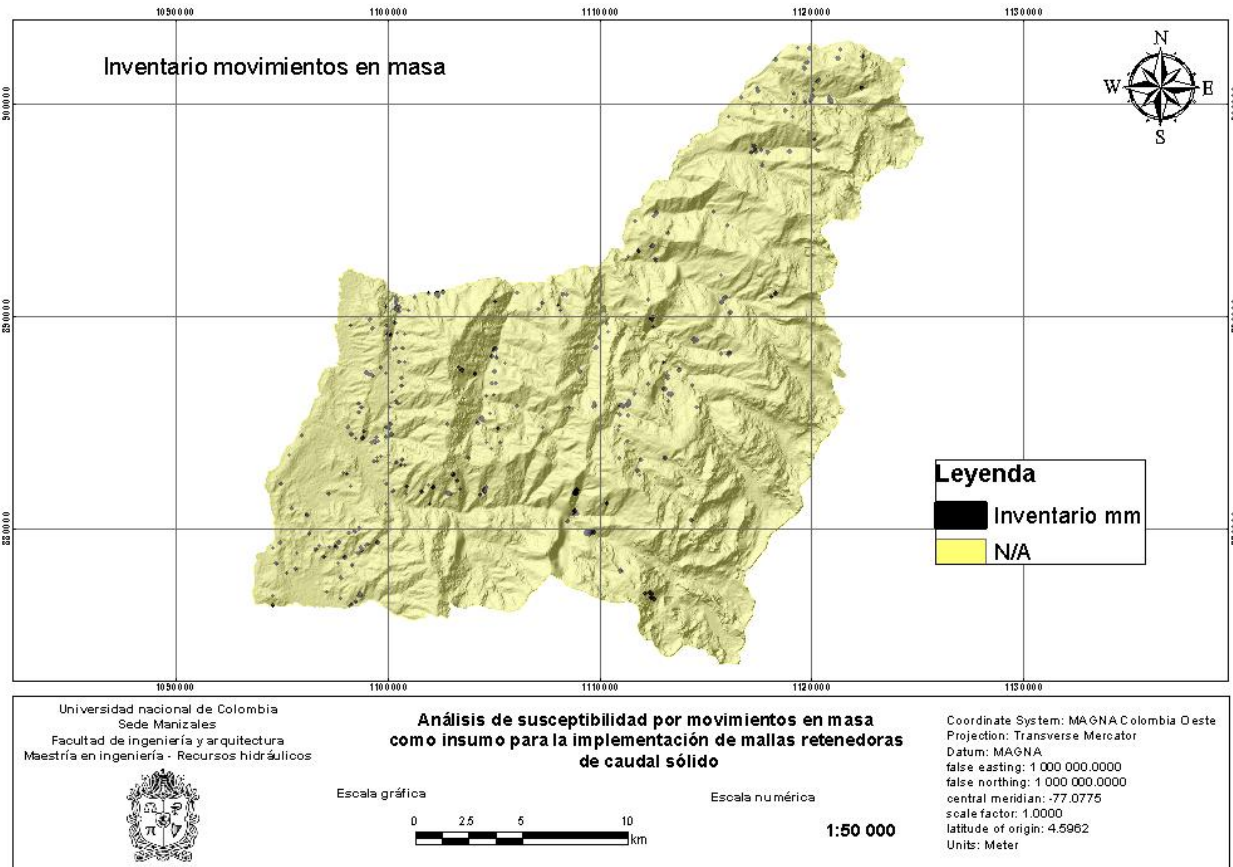 1090000 1100000 1110000 1120000 1130000
Inventario movimientos en masa
N
W E
S
900000
890000
880000
Leyenda
Inventario mm
N/A
1090000 1100000 1110000 1120000 1130000
Universidad nacional de Colombia
Sede Manizales
Facultad de ingeniería y arquitectura
Maestría en ingeniería - Recursos hidráulicos
Análisis de susceptibilidad por movimientos en masa
como insumo para la implementación de mallas retenedoras
de caudal sólido
Escala gráfica
0 2.5 5 10
km
Escala numérica
1:50 000
Coordinate System: MAGNA Colombia Oeste
Projection: Transverse Mercator
Datum: MAGNA
false easting: 1 000 000.0000
false northing: 1 000 000.0000
central meridian: -77.0775
scale factor: 1.0000
latitude of origin: 4.5962
Units: Meter